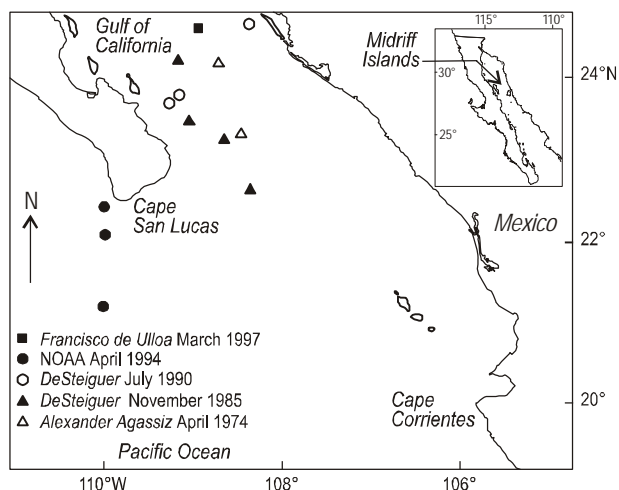 Gulf of
California
24°N
115°
110°
Midriff
Islands
30°
25°
N
Cape
San Lucas
Mexico
22°
Francisco de Ulloa March 1997
NOAA April 1994
DeSteiguer July 1990
DeSteiguer November 1985
Alexander Agassiz April 1974
Cape
Corrientes
20°
Pacific Ocean
110°W
108°
106°